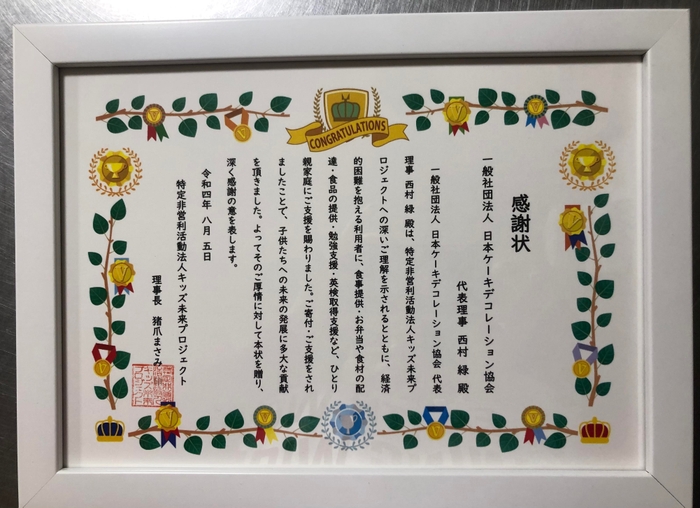 CONGRATULATIONS
感謝状
一般社団法人 日本ケーキデコレーション協会
代表理事 西村 緑 殿
一般社団法人 日本ケーキデコレーション協会 代表
理事 西村 緑 殿は、特定非営利活動法人キッズ未来プ
ロジェクトへの深いご理解を示されるとともに、経済
的困難を抱える利用者に、食事提供・お弁当や食材の配
達・食品の提供・勉強支援・英検取得支援など、ひとり
親家庭にご支援を賜わりました。ご寄付・ご支援をされ
ましたことで、子供たちへの未来の発展に多大な貢献
を頂きました。よってそのご厚情に対して本状を贈り、
深く感謝の意を表します。
令和四年 八月 五日
特定非営利活動法人キッズ未来プロジェクト
理事長 猪爪まさみ